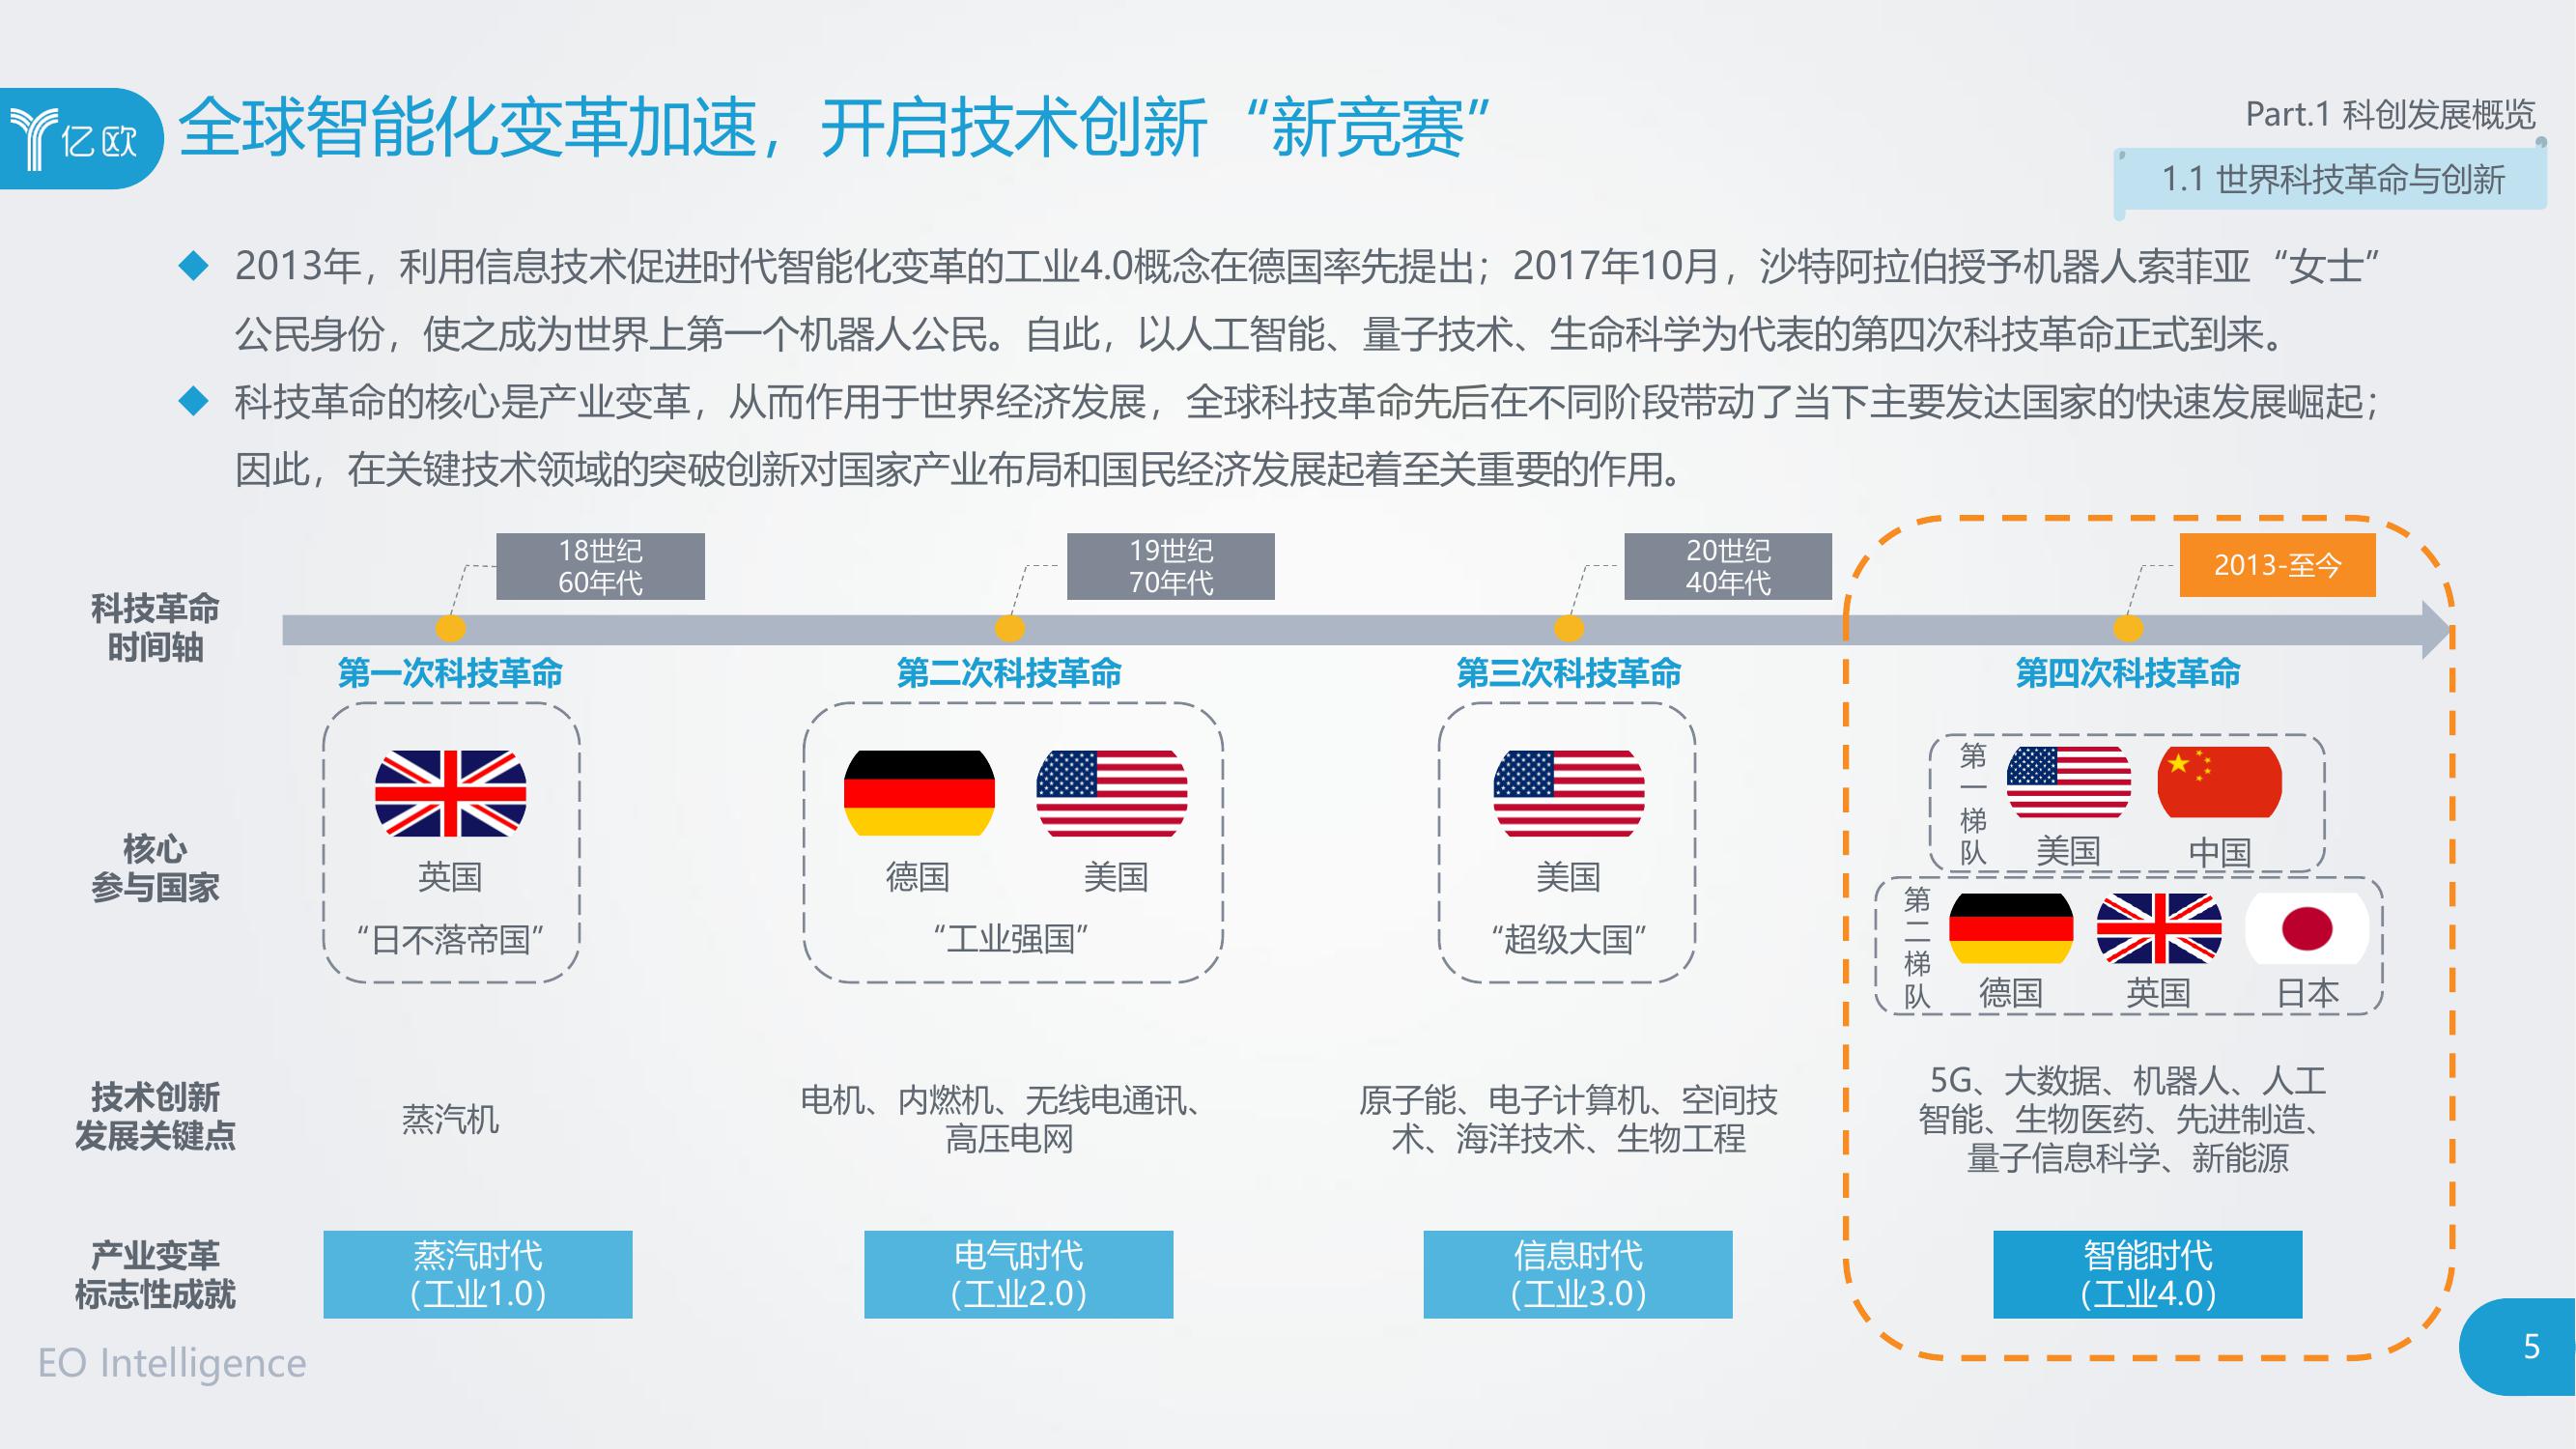 亿欧
全球智能化变革加速，开启技术创新“新竞赛”
Part.1 科创发展概览
1.1 世界科技革命与创新
2013年，利用信息技术促进时代智能化变革的工业4.0概念在德国率先提出；2017年10月，沙特阿拉伯授予机器人索菲亚“女士”
公民身份，使之成为世界上第一个机器人公民。自此，以人工智能、量子技术、生命科学为代表的第四次科技革命正式到来。
科技革命的核心是产业变革，从而作用于世界经济发展，全球科技革命先后在不同阶段带动了当下主要发达国家的快速发展崛起；
因此，在关键技术领域的突破创新对国家产业布局和国民经济发展起着至关重要的作用。
科技革命
时间轴
18世纪
60年代
19世纪
70年代
20世纪
40年代
2013-至今
第一次科技革命
第二次科技革命
第三次科技革命
第四次科技革命
核心
参与国家
英国
“日不落帝国”
德国
美国
“工业强国”
美国
“超级大国”
第一梯队
美国
中国
第二梯队
德国
英国
日本
技术创新
发展关键点
蒸汽机
电机、内燃机、无线电通讯、
高压电网
原子能、电子计算机、空间技
术、海洋技术、生物工程
5G、大数据、机器人、人工
智能、生物医药、先进制造、
量子信息科学、新能源
产业变革
标志性成就
蒸汽时代
（工业1.0）
电气时代
（工业2.0）
信息时代
（工业3.0）
智能时代
（工业4.0）
EO Intelligence
5